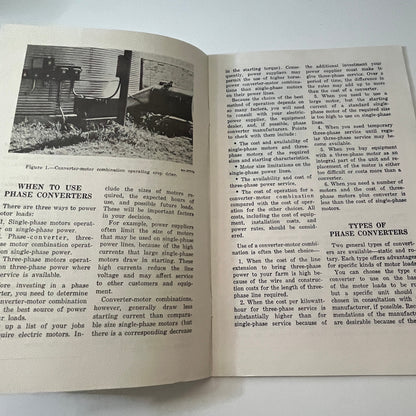 Figure 1.—Converter-motor combination operating crop drier.
WHEN TO USE
PHASE CONVERTERS
There are three ways to power
motor loads:
1. Single-phase motors operat-
on single-phase power.
2. Phase-converter, three-
se motor combination operat-
single-phase power.
3. Three-phase motors operat-
on three-phase power where
service is available.
Before investing in a phase
erter, you need to determine
converter-motor combination
the best source of power
r loads.
up a list of your jobs
quire electric motors. In-
clude the sizes of motors re-
quired, the expected hours of
use, and possible future loads.
These will be important factors
in your decision.
For example, power suppliers
often limit the size of motors
that may be used on single-phase
power lines, because of the high
currents that large single-phase
motors draw in starting. These
high currents reduce the line
voltage and affect service
to other customers and equip-
ment.
Converter-motor combinations,
however, generally draw less
starting current than compara-
ble size single-phase motors (but
there is a corresponding decrease
in the starting torque). Conse-
quently, power suppliers may
permit the use of higher horse-
power converter-motor combina-
tions than single-phase motors
on their power lines.
Because the choice of the best
method of operation depends on
so many factors, you will need
to consult with your electric
power supplier, the equipment
dealer, and, if possible, phase
converter manufacturers. Points
to check with them include:
• The cost and availability of
single-phase motors and three-
phase motors of the required
sizes and starting characteristics.
• Motor size limitations on the
single-phase power lines.
• The availability and cost of
three-phase power service.
• The cost of operation for a
converter-motor combination
compared with the cost of oper-
ation for the other choices. All
costs, including the cost of equip-
ment, installation costs, and
power rates, should be
considered.
Use of a converter-motor combi-
nation is often the best choice—
1. When the cost of the line
extension to bring three-phase
power to your farm is high be-
cause of the wire and construc-
tion costs for the length of three-
phase line required.
2. When the cost per kilowatt-
hour for three-phase service is
substantially higher than for
single-phase service because of
the additional investment your
power supplier must make to
give three-phase service. Over a
period of time, the difference in
the rates may add up to more
than the cost of a converter.
3. When you need to use a
large motor, but the starting
current of a standard single-
phase motor of the required size
is too high to use on single-phase
lines.
4. When you need temporary
three-phase service until regular
three-phase service may be
available.
5. When you buy equipment
with a three-phase motor as an
integral part of the unit and re-
placement of the motor is either
too difficult or costs more than a
converter.
6. When you need a number of
motors and the cost of three-
phase motors plus converter is
less than the cost of single-phase
motors.
TYPES OF
PHASE CONVERTERS
Two general types of convert-
ers are available—static and ro-
tary. Each type offers advantages
for specific kinds of motor loads.
You can choose the type of
converter to use on the basis
of the motor loads to be run,
but a specific unit should be
chosen in consultation with the
manufacturer, if possible. Recom-
mendations of the manufacturer
are desirable because of the